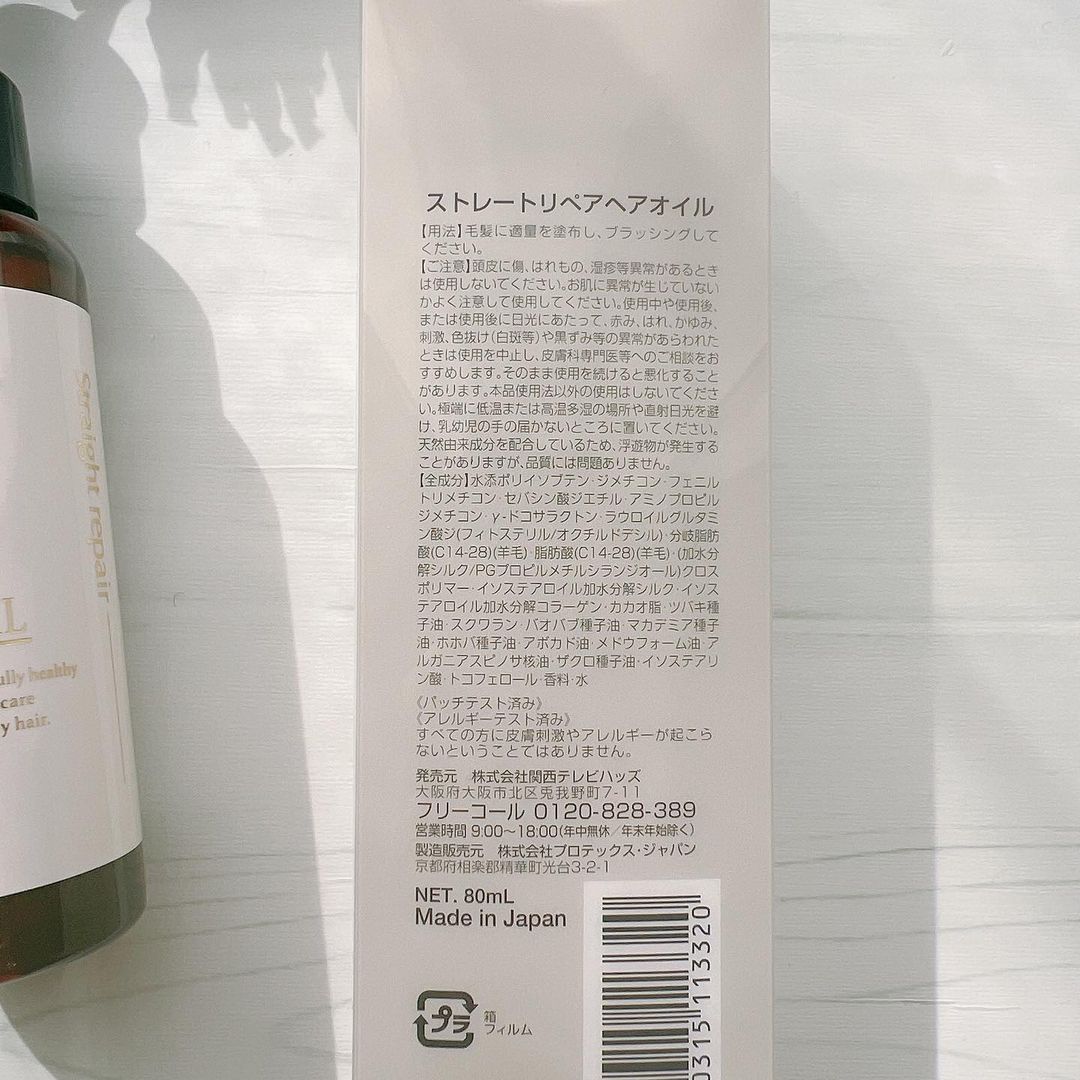 Straight repair
IL
ully healthy
care
y hair.
ストレートリペアヘアオイル
【用法】毛髪に適量を塗布し、ブラッシングして
ください。
【ご注意】頭皮に傷、はれもの、湿疹等異常があるとき
は使用しないでください。お肌に異常が生じていない
かよく注意して使用してください。使用中や使用後、
または使用後に日光にあたって、赤み、はれ、かゆみ、
刺激、色抜け(白斑等)や黒ずみ等の異常があらわれた
ときは使用を中止し、皮膚科専門医等へのご相談をお
すすめします。そのまま使用を続けると悪化すること
があります。本品使用法以外の使用はしないでくださ
い。極端に低温または高温多湿の場所や直射日光を避
け、乳幼児の手の届かないところに置いてください。
天然由来成分を配合しているため、浮遊物が発生する
ことがありますが、品質には問題ありません。
【全成分】水添ポリイソブテン・ジメチコン・フェニル
トリメチコン・セバシン酸ジエチル・アミノプロピル
ジメチコン・γ-ドコサラクトン・ラウロイルグルタミ
ン酸ジ(フィトステリル/オクチルドデシル)・分岐脂肪
酸(C14-28)(羊毛)・脂肪酸(C14-28)(羊毛)・(加水分
解シルク/PGプロピルメチルシランジオール)クロス
ポリマー・イソステアロイル加水分解シルク・イソス
テアロイル加水分解コラーゲン・カカオ脂・ツバキ種
子油・スクワラン・バオバブ種子油・マカデミア種子
油・ホホバ種子油・アボカド油・メドウフォーム油・ア
ルガニアスピノサ核油・ザクロ種子油・イソステアリ
ン酸・トコフェロール・香料・水
《パッチテスト済み》
《アレルギーテスト済み》
すべての方に皮膚刺激やアレルギーが起こら
ないということではありません。
発売元 株式会社関西テレビハッズ
大阪府大阪市北区兎我野町7-11
フリーコール 0120-828-389
営業時間 9:00～18:00(年中無休/年末年始除く)
製造販売元 株式会社プロテックス・ジャパン
京都府相楽郡精華町光台3-2-1
NET. 80mL
Made in Japan
プラ
箱
フィルム
0315113320